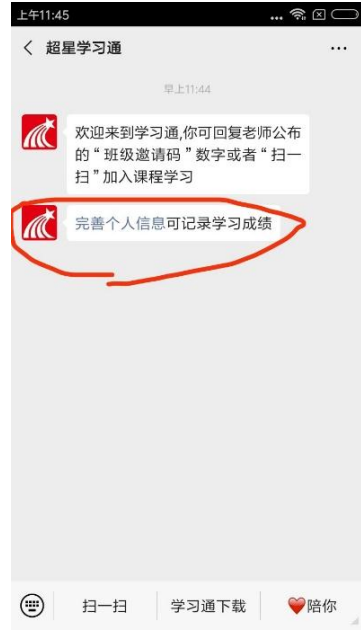 上午11:45
超星学习通
早上11:44
欢迎来到学习通,你可回复老师公布
的“班级邀请码”数字或者“扫一
扫”加入课程学习
完善个人信息可记录学习成绩
扫一扫 学习通下载 ❤️陪你